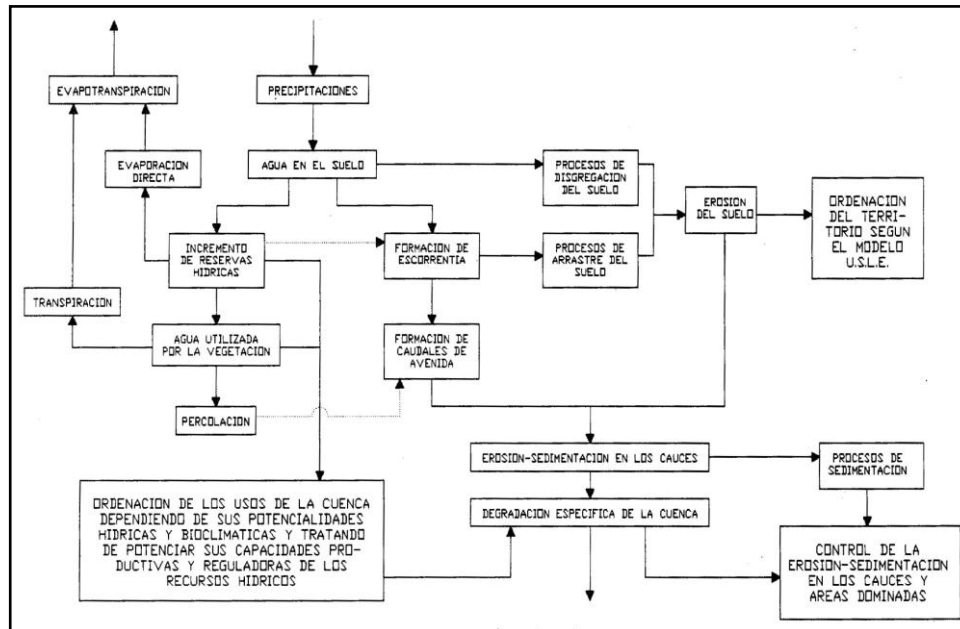 EVAPOTRANSPIRACION
PRECIPITACIONES
EVAPORACION
DIRECTA
AGUA EN EL SUELO
PROCESOS DE
DISGREGACION
DEL SUELO
EROSION
DEL SUELO
ORDENACION
DEL TERRI-
TORIO SEGUN
EL MODELO
U.S.L.E.
INCREMENTO
DE RESERVAS
HIDRICAS
FORMACION DE
ESCORRENTIA
PROCESOS DE
ARRASTRE DEL
SUELO
TRANSPIRACION
AGUA UTILIZADA
POR LA VEGETACION
FORMACION DE
CAUDALES DE
AVENIDA
PERCOLACION
EROSION-SEDIMENTACION EN LOS CAUCES
PROCESOS DE
SEDIMENTACION
ORDENACION DE LOS USOS DE LA CUENCA
DEPENDIENDO DE SUS POTENCIALIDADES
HIDRICAS Y BIOCLIMATICAS Y TRATANDO
DE POTENCIAR SUS CAPACIDADES PRO-
DUCTIVAS Y REGULADORAS DE LOS
RECURSOS HIDRICOS
DEGRADACION ESPECIFICA DE LA CUENCA
CONTROL DE LA
EROSION-SEDIMENTACION
EN LOS CAUCES Y
AREAS DOMINADAS